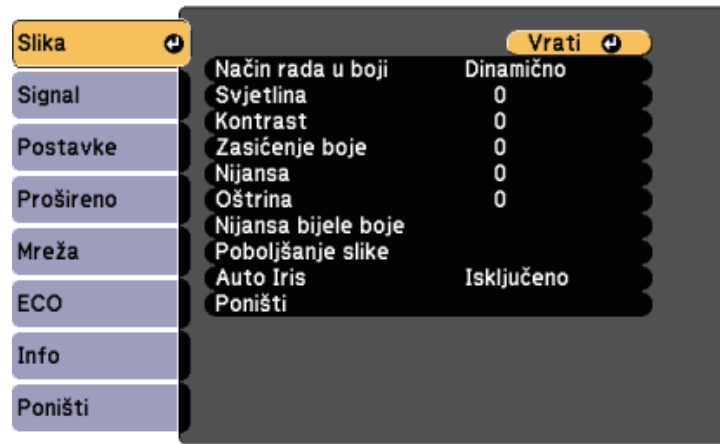 Slika
Signal
Postavke
Prošireno
Mreža
ECO
Info
Poništi
Vrati
Način rada u boji Dinamično
Svjetlina 0
Kontrast 0
Zasićenje boje 0
Nijansa 0
Oštrina 0
Nijansa bijele boje
Poboljšanje slike
Auto Iris Isključeno
Poništi